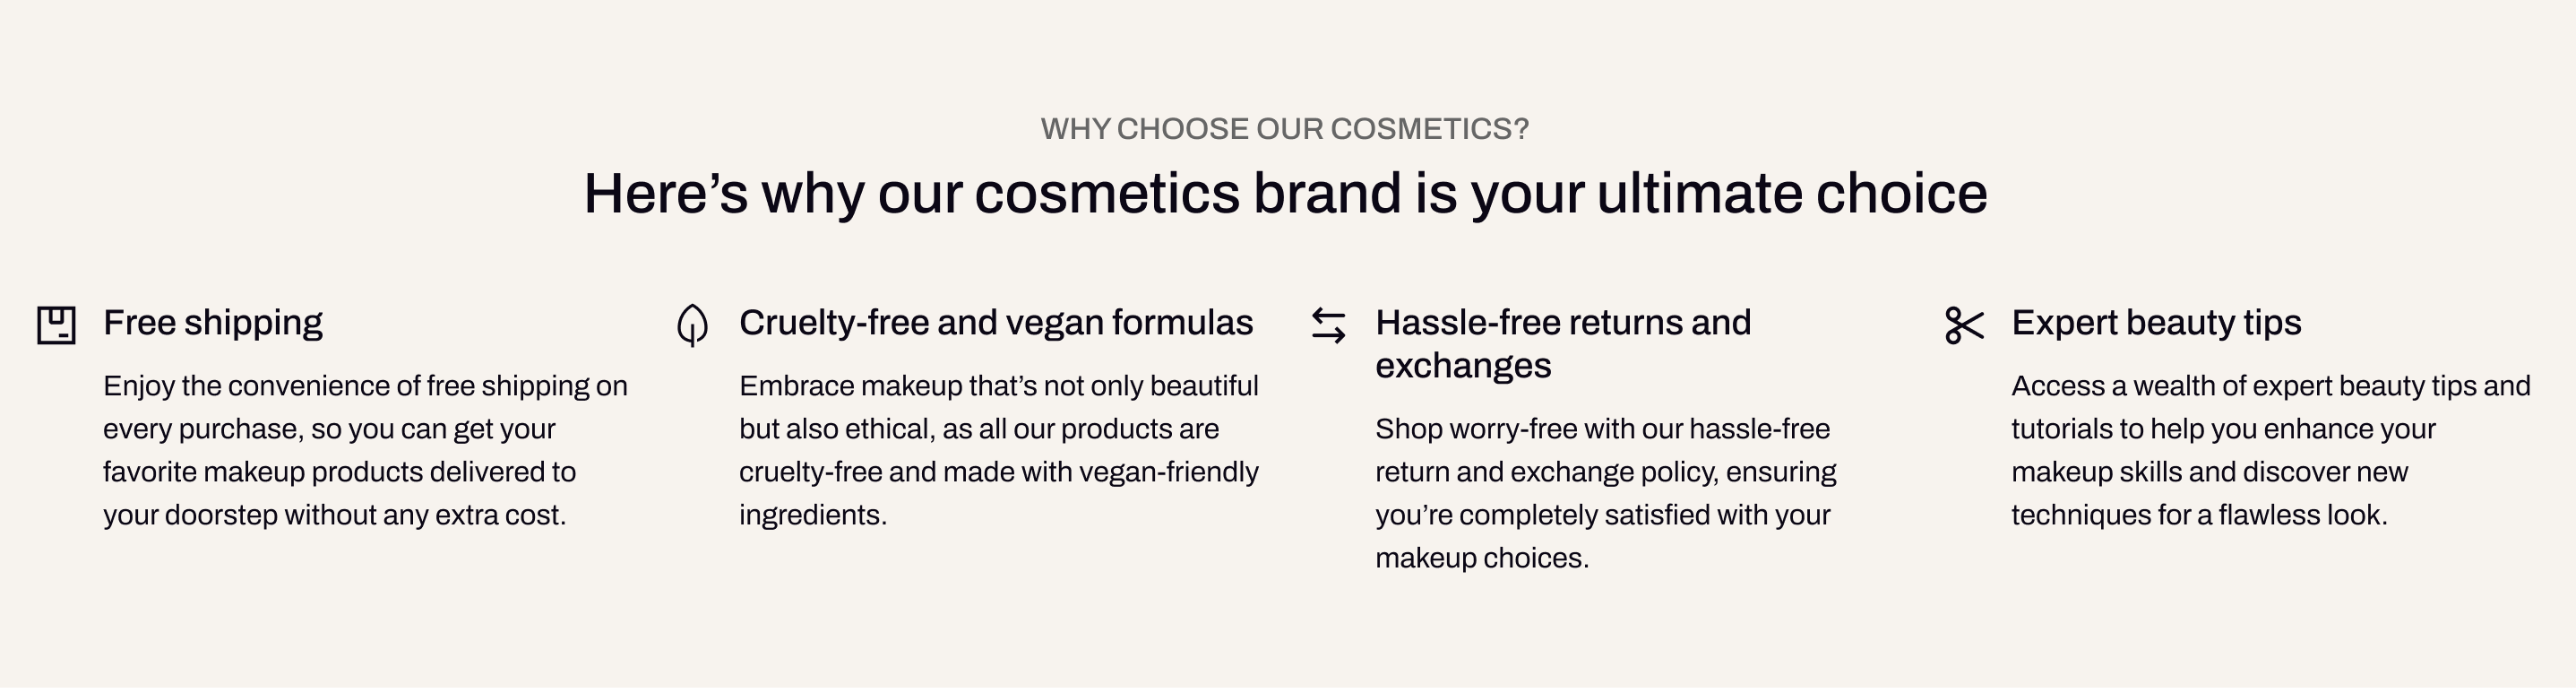 WHY CHOOSE OUR COSMETICS?
Here’s why our cosmetics brand is your ultimate choice
Free shipping
Enjoy the convenience of free shipping on
every purchase, so you can get your
favorite makeup products delivered to
your doorstep without any extra cost.
Cruelty-free and vegan formulas
Embrace makeup that’s not only beautiful
but also ethical, as all our products are
cruelty-free and made with vegan-friendly
ingredients.
Hassle-free returns and
exchanges
Shop worry-free with our hassle-free
return and exchange policy, ensuring
you’re completely satisfied with your
makeup choices.
Expert beauty tips
Access a wealth of expert beauty tips and
tutorials to help you enhance your
makeup skills and discover new
techniques for a flawless look.